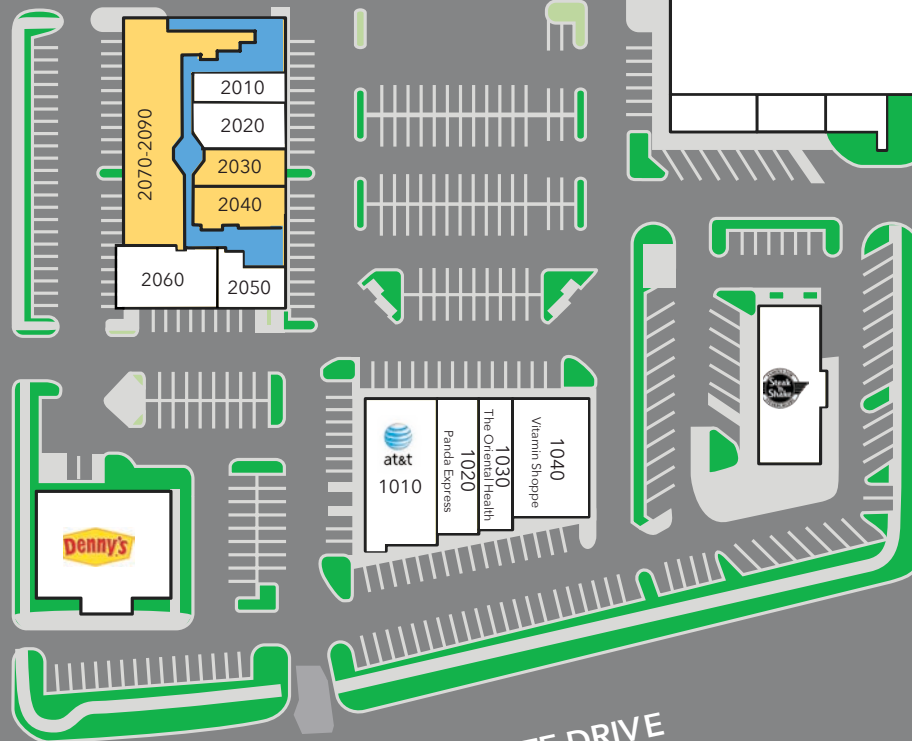 2010
2020
2070-2090
2030
2040
2060
2050
at&t
1010
Panda Express
1020
The Oriental Health
1030
Vitamin Shoppe
1040
Steak
Shake
Denny's
DRIVE